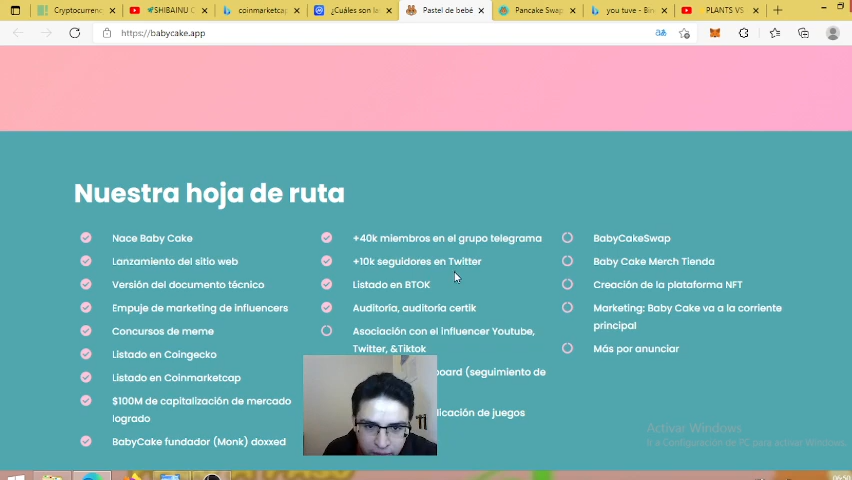 Cryptocurrenc
SHIBAINU C
coinmarketcap
¿Cuáles son la
Pastel de bebé
Pancake Swap
you tuve - Bin
PLANTS VS
https://babycake.app
Nuestra hoja de ruta
Nace Baby Cake
Lanzamiento del sitio web
Versión del documento técnico
Empuje de marketing de influencers
Concursos de meme
Listado en Coingecko
Listado en Coinmarketcap
$100M de capitalización de mercado
logrado
BabyCake fundador (Monk) doxxed
+40k miembros en el grupo telegrama
+10k seguidores en Twitter
Listado en BTOK
Auditoría, auditoría certik
Asociación con el influencer Youtube,
Twitter, &Tiktok
board (seguimiento de
licación de juegos
BabyCakeSwap
Baby Cake Merch Tienda
Creación de la plataforma NFT
Marketing: Baby Cake va a la corriente
principal
Más por anunciar
Activar Windows
Ir a Configuración de PC para activar Windows.